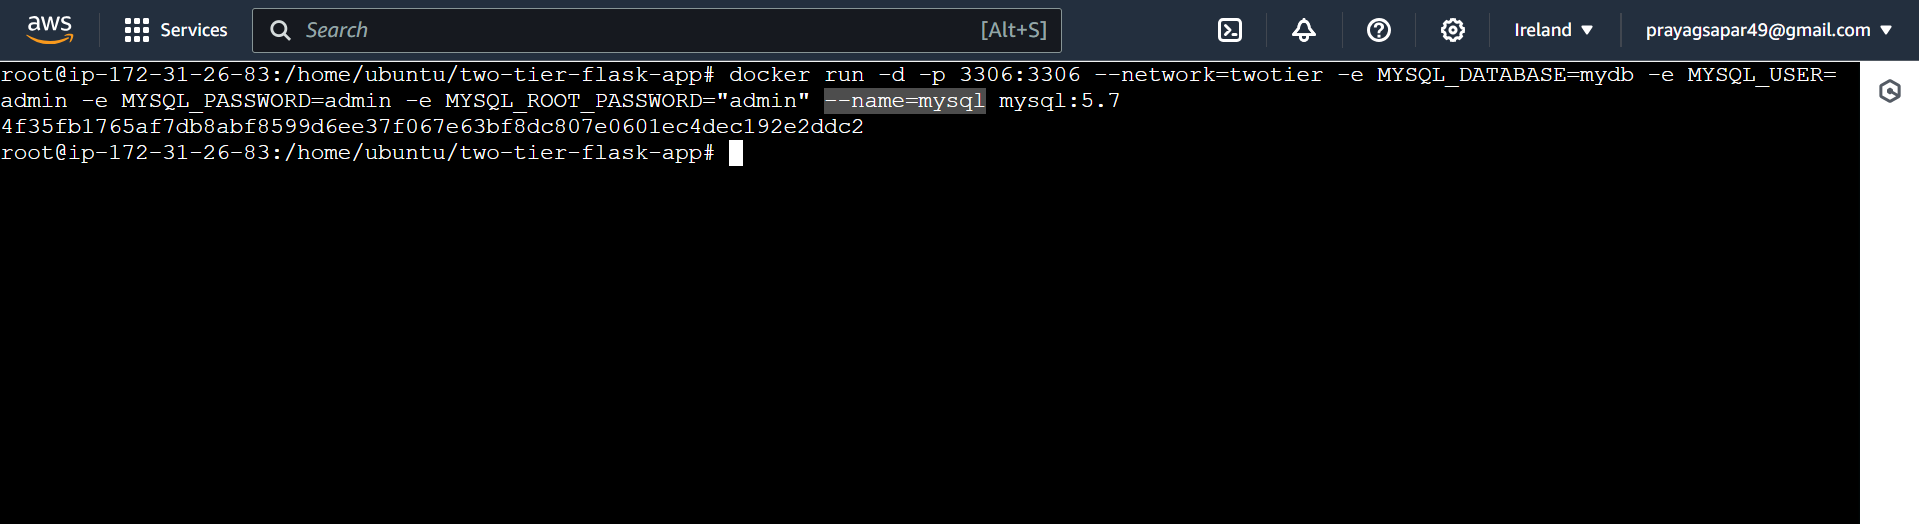 aws
Services
Search
[Alt+S]
Ireland
prayagsapar49@gmail.com
root@ip-172-31-26-83:/home/ubuntu/two-tier-flask-app# docker run -d -p 3306:3306 --network=twotier -e MYSQL_DATABASE=mydb -e MYSQL_USER=
admin -e MYSQL_PASSWORD=admin -e MYSQL_ROOT_PASSWORD="admin" --name=mysql mysql:5.7
4f35fb1765af7db8abf8599d6ee37f067e63bf8dc807e0601ec4dec192e2ddc2
root@ip-172-31-26-83:/home/ubuntu/two-tier-flask-app#